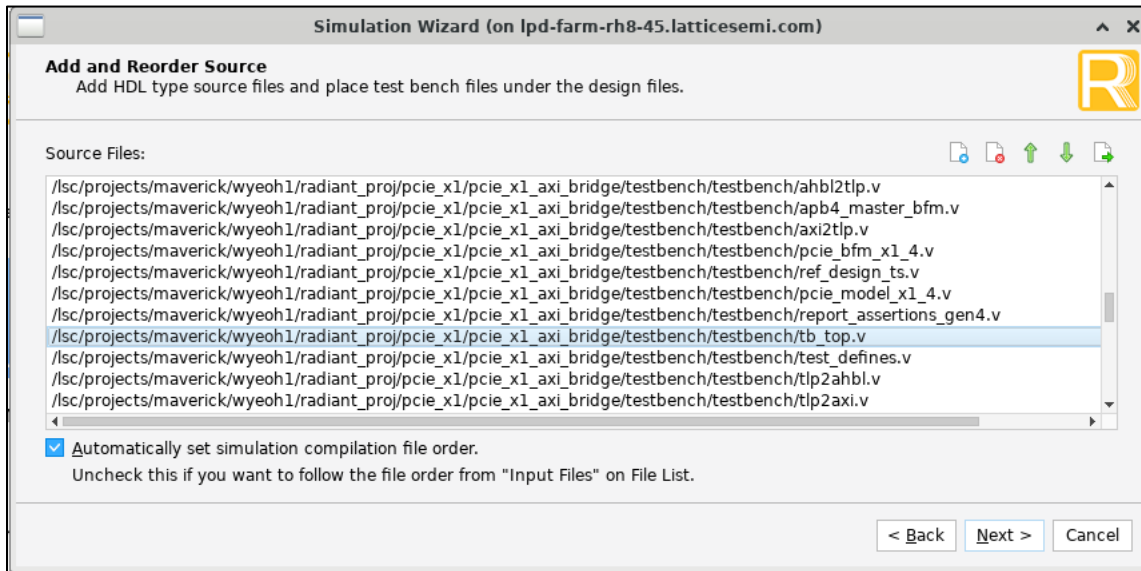 Simulation Wizard (on lpd-farm-rh8-45.latticesemi.com)
Add and Reorder Source
Add HDL type source files and place test bench files under the design files.
R
Source Files:
/lsc/projects/maverick/wyeoh1/radiant_proj/pcie_x1/pcie_x1_axi_bridge/testbench/testbench/ahbl2tlp.v
/lsc/projects/maverick/wyeoh1/radiant_proj/pcie_x1/pcie_x1_axi_bridge/testbench/testbench/apb4_master_bfm.v
/lsc/projects/maverick/wyeoh1/radiant_proj/pcie_x1/pcie_x1_axi_bridge/testbench/testbench/axi2tlp.v
/lsc/projects/maverick/wyeoh1/radiant_proj/pcie_x1/pcie_x1_axi_bridge/testbench/testbench/pcie_bfm_x1_4.v
/lsc/projects/maverick/wyeoh1/radiant_proj/pcie_x1/pcie_x1_axi_bridge/testbench/testbench/ref_design_ts.v
/lsc/projects/maverick/wyeoh1/radiant_proj/pcie_x1/pcie_x1_axi_bridge/testbench/testbench/pcie_model_x1_4.v
/lsc/projects/maverick/wyeoh1/radiant_proj/pcie_x1/pcie_x1_axi_bridge/testbench/testbench/report_assertions_gen4.v
/lsc/projects/maverick/wyeoh1/radiant_proj/pcie_x1/pcie_x1_axi_bridge/testbench/testbench/tb_top.v
/lsc/projects/maverick/wyeoh1/radiant_proj/pcie_x1/pcie_x1_axi_bridge/testbench/testbench/test_defines.v
/lsc/projects/maverick/wyeoh1/radiant_proj/pcie_x1/pcie_x1_axi_bridge/testbench/testbench/tlp2ahbl.v
/lsc/projects/maverick/wyeoh1/radiant_proj/pcie_x1/pcie_x1_axi_bridge/testbench/testbench/tlp2axi.v
Automatically set simulation compilation file order.
Uncheck this if you want to follow the file order from "Input Files" on File List.
< Back Next > Cancel